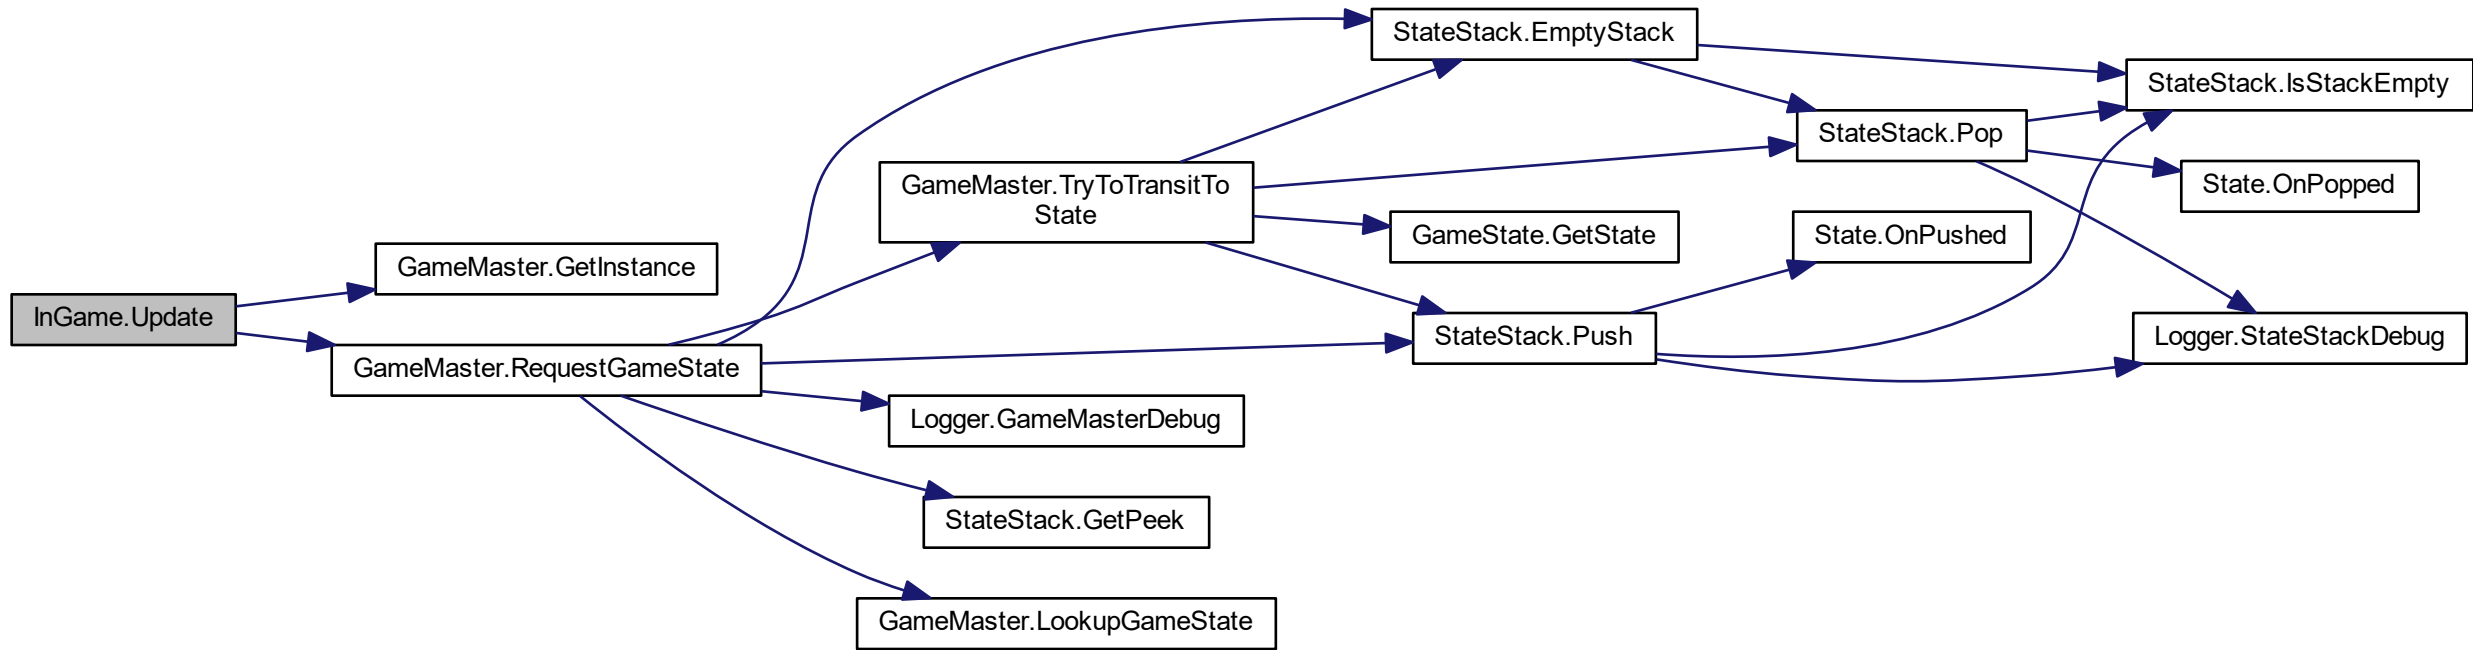 StateStack.EmptyStack
StateStack.IsStackEmpty
StateStack.Pop
GameMaster.TryToTransitTo
State
State.OnPopped
GameState.GetState
State.OnPushed
GameMaster.GetInstance
InGame.Update
StateStack.Push
Logger.StateStackDebug
GameMaster.RequestGameState
Logger.GameMasterDebug
StateStack.GetPeek
GameMaster.LookupGameState